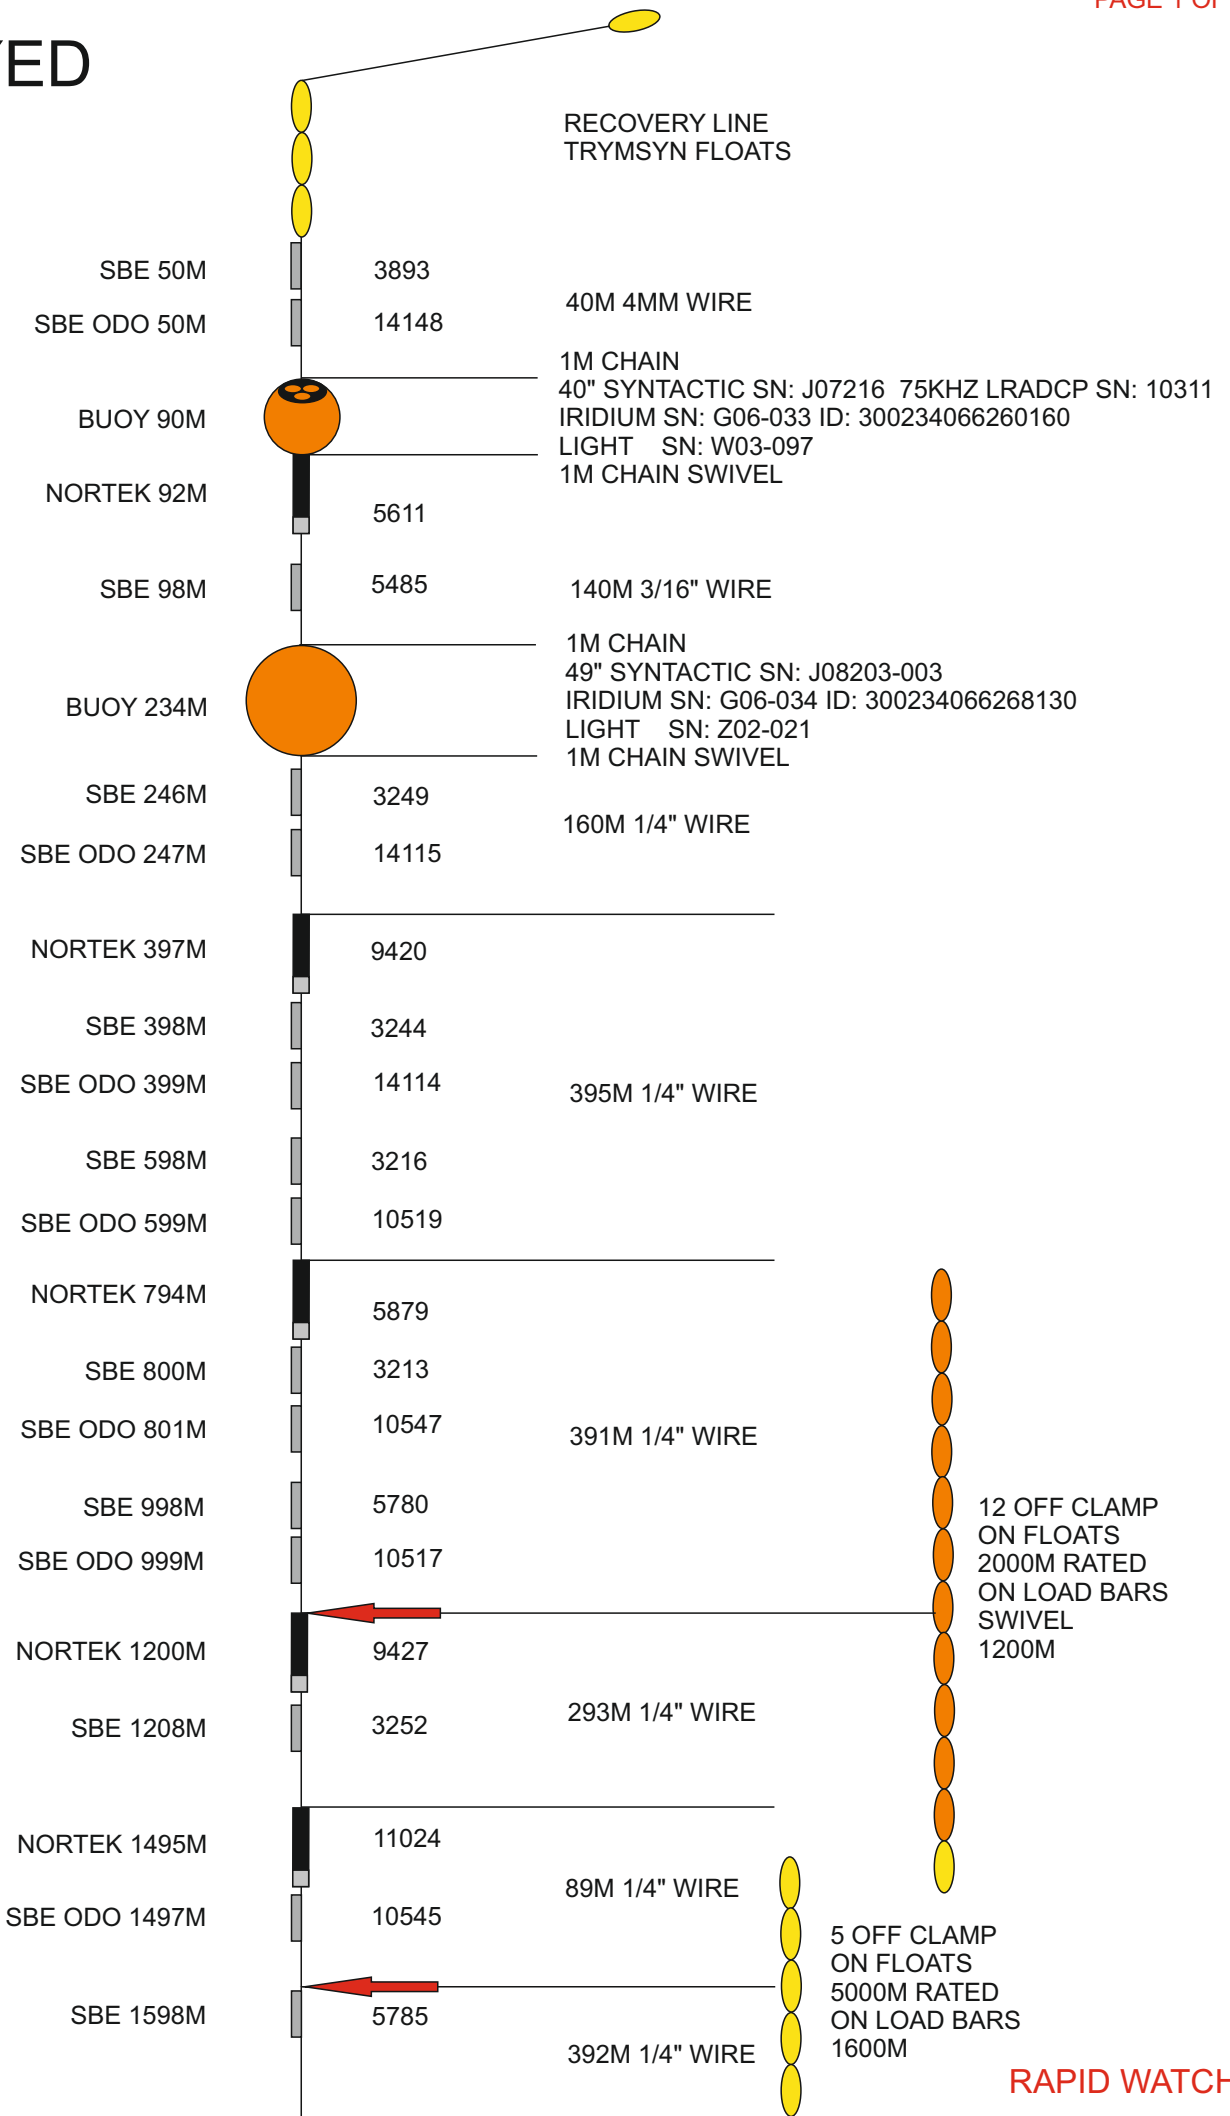 PAGE 1 OF
YED
RECOVERY LINE
TRYMSYN FLOATS
SBE 50M 3893
40M 4MM WIRE
SBE ODO 50M 14148
1M CHAIN
40" SYNTACTIC SN: J07216 75KHZ LRADCP SN: 10311
BUOY 90M
IRIDIUM SN: G06-033 ID: 300234066260160
LIGHT SN: W03-097
1M CHAIN SWIVEL
NORTEK 92M 5611
SBE 98M 5485 140M 3/16" WIRE
1M CHAIN
49" SYNTACTIC SN: J08203-003
BUOY 234M
IRIDIUM SN: G06-034 ID: 300234066268130
LIGHT SN: Z02-021
1M CHAIN SWIVEL
SBE 246M 3249
160M 1/4" WIRE
SBE ODO 247M 14115
NORTEK 397M 9420
SBE 398M 3244
SBE ODO 399M 14114
395M 1/4" WIRE
SBE 598M 3216
SBE ODO 599M 10519
NORTEK 794M 5879
SBE 800M 3213
SBE ODO 801M 10547
391M 1/4" WIRE
SBE 998M 5780
SBE ODO 999M 10517
12 OFF CLAMP
ON FLOATS
2000M RATED
ON LOAD BARS
SWIVEL
1200M
NORTEK 1200M 9427
SBE 1208M 3252
293M 1/4" WIRE
NORTEK 1495M 11024
89M 1/4" WIRE
SBE ODO 1497M 10545
5 OFF CLAMP
ON FLOATS
5000M RATED
ON LOAD BARS
1600M
SBE 1598M 5785
392M 1/4" WIRE
RAPID WATCH